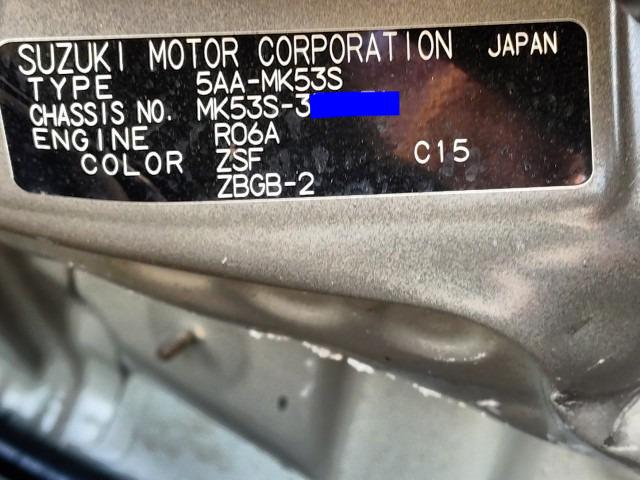 SUZUKI MOTOR CORPORATION JAPAN
TYPE 5AA-MK53S
CHASSIS NO. MK53S-3
ENGINE R06A
COLOR ZSF C15
ZBGB-2